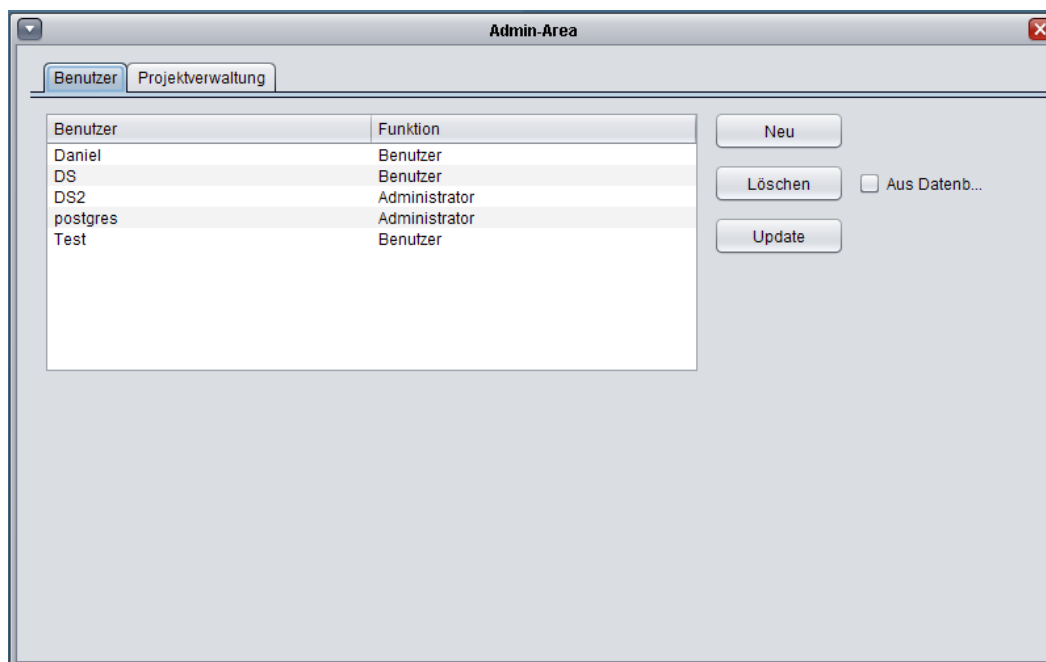 Admin-Area
Benutzer Projektverwaltung
Benutzer Funktion
Daniel Benutzer
DS Benutzer
DS2 Administrator
postgres Administrator
Test Benutzer
Neu
Löschen Aus Datenb...
Update